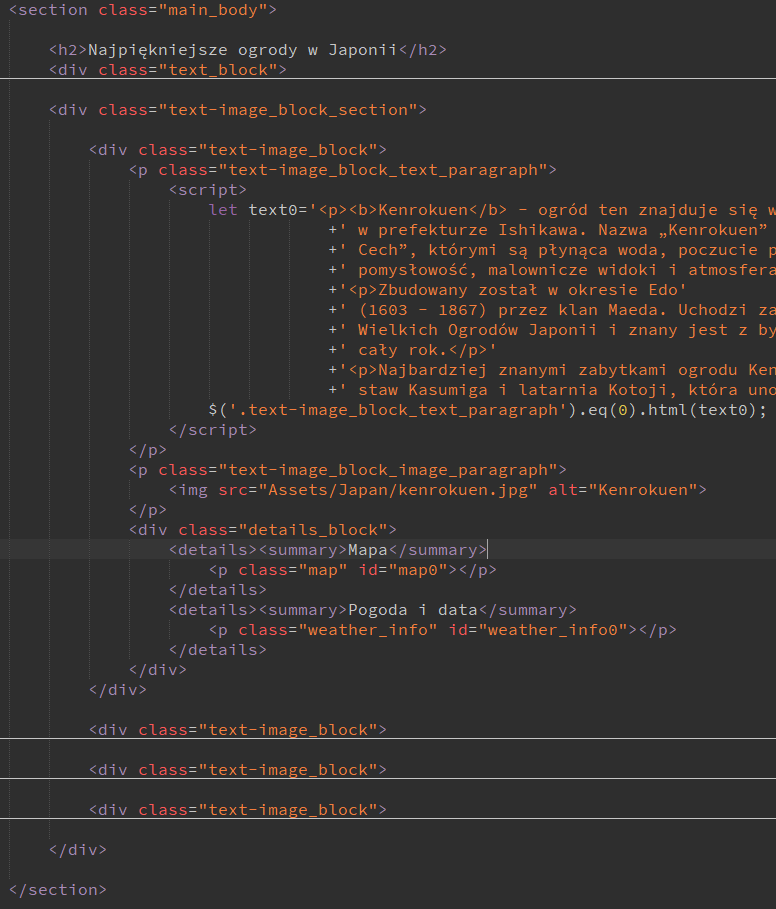 <section class="main_body">
<h2>Najpiękniejsze ogrody w Japonii</h2>
<div class="text_block">
<div class="text-image_block_section">
<div class="text-image_block">
<p class="text-image_block_text_paragraph">
<script>
let text0='<p><b>Kenrokuen</b> - ogród ten znajduje się w
+' w prefekturze Ishikawa. Nazwa „Kenrokuen”
+' Cech”, którymi są płynąca woda, poczucie p
+' pomysłowość, malownicze widoki i atmosfera
+'<p>Zbudowany został w okresie Edo'
+' (1603 - 1867) przez klan Maeda. Uchodzi za
+' Wielkich Ogrodów Japonii i znany jest z by
+' cały rok.</p>'
+'<p>Najbardziej znanymi zabytkami ogrodu Ken
+' staw Kasumiga i latarnia Kotoji, która uno
$('.text-image_block_text_paragraph').eq(0).html(text0);
</script>
</p>
<p class="text-image_block_image_paragraph">
<img src="Assets/Japan/kenrokuen.jpg" alt="Kenrokuen">
</p>
<div class="details_block">
<details><summary>Mapa</summary>
<p class="map" id="map0"></p>
</details>
<details><summary>Pogoda i data</summary>
<p class="weather_info" id="weather_info0"></p>
</details>
</div>
</div>
<div class="text-image_block">
<div class="text-image_block">
<div class="text-image_block">
</div>
</section>